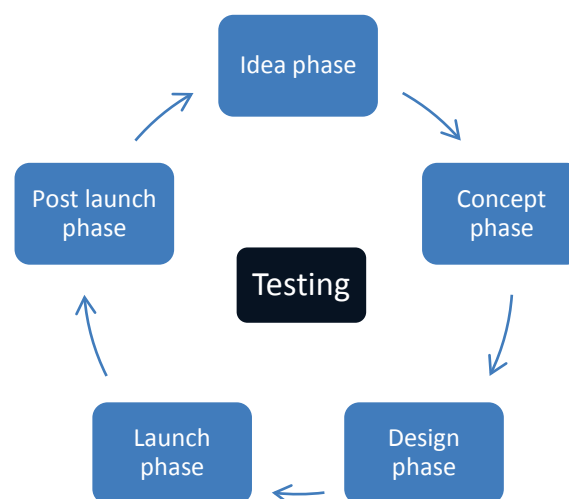 Idea phase
Concept
phase
Design
phase
Launch
phase
Post launch
phase
Testing